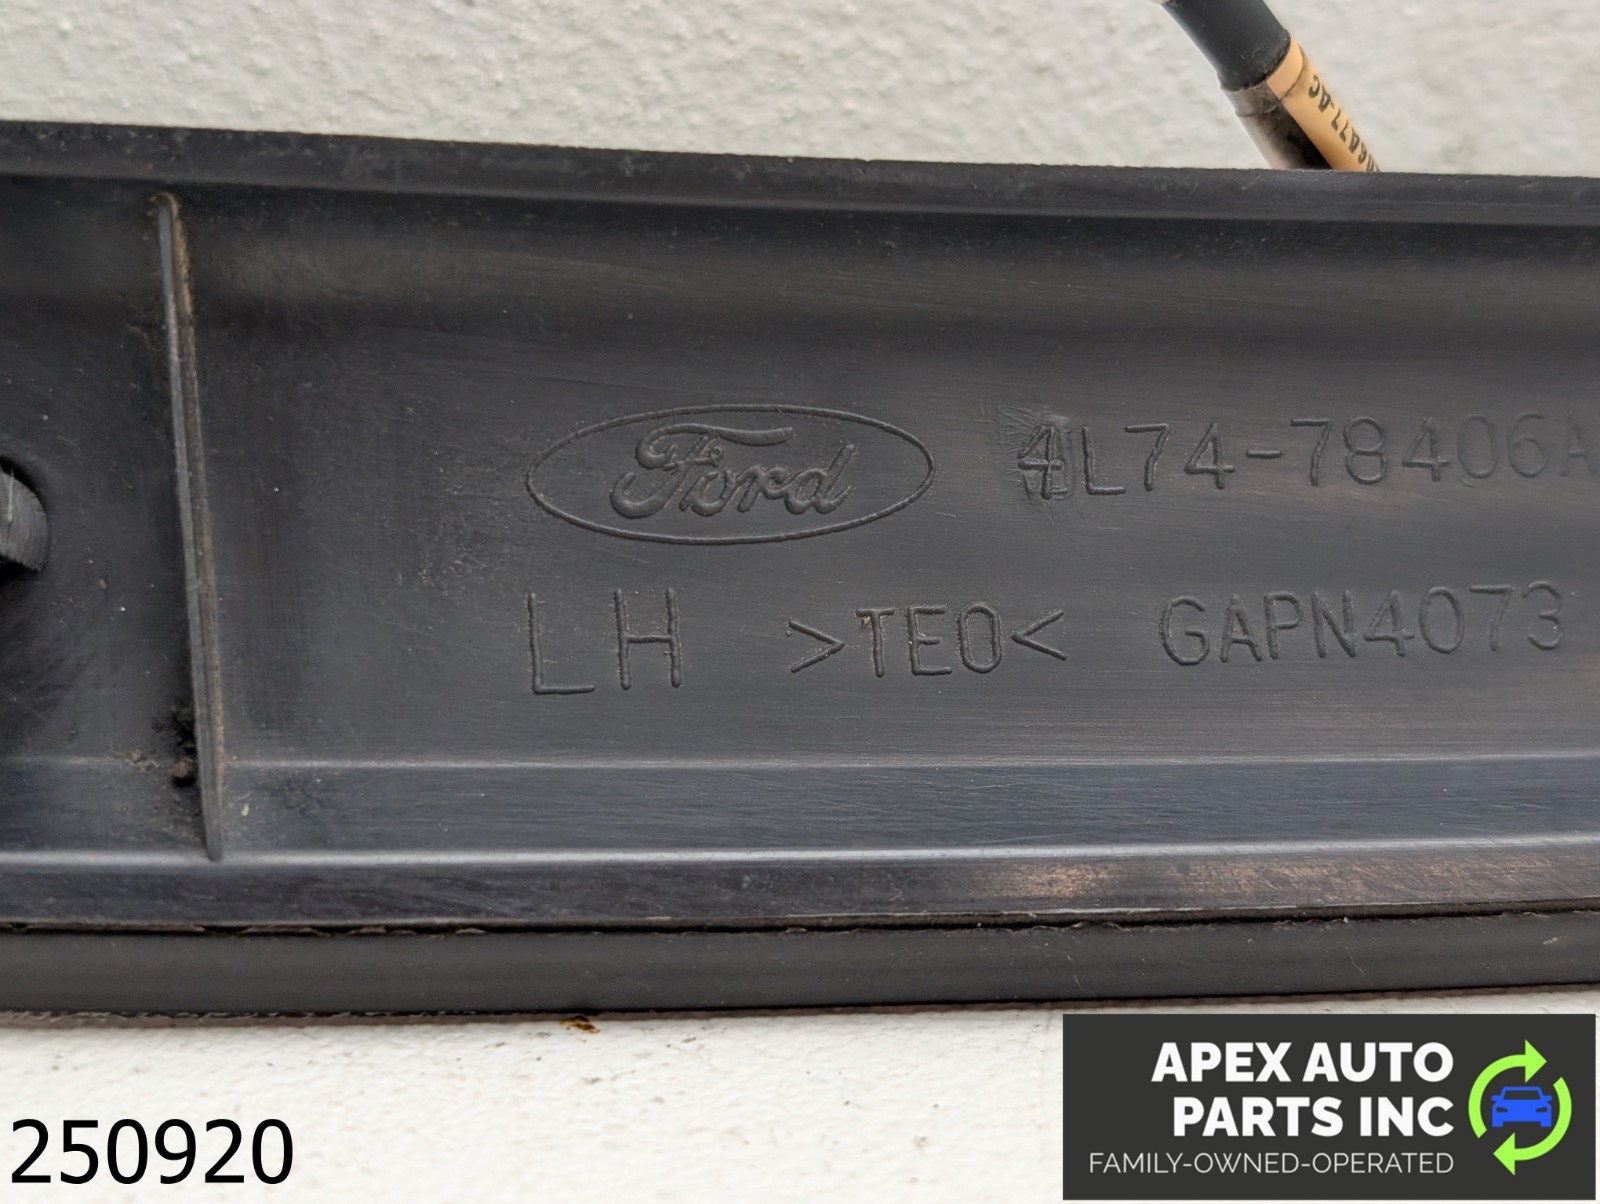 Ford 4L74-78406A
LH >TEO< GAPN4073
250920
APEX AUTO
PARTS INC
FAMILY-OWNED-OPERATED